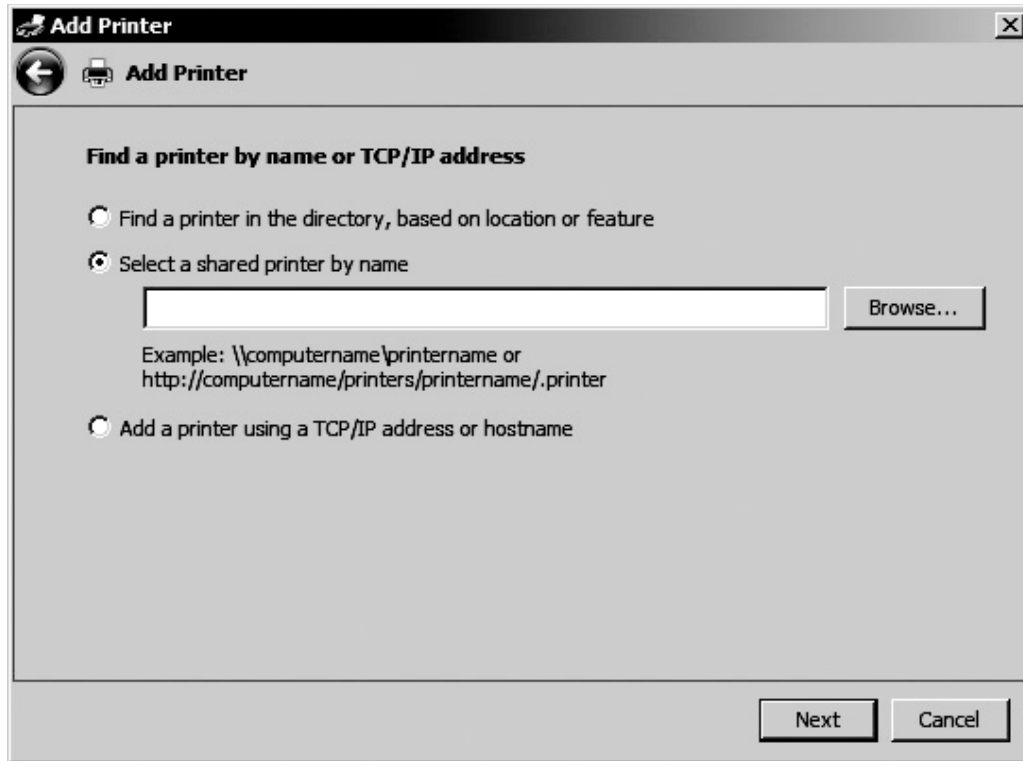 Add Printer
Add Printer
Find a printer by name or TCP/IP address
Find a printer in the directory, based on location or feature
Select a shared printer by name
Browse...
Example: \\computername\printername or
http://computername/printers/printername/.printer
Add a printer using a TCP/IP address or hostname
Next
Cancel